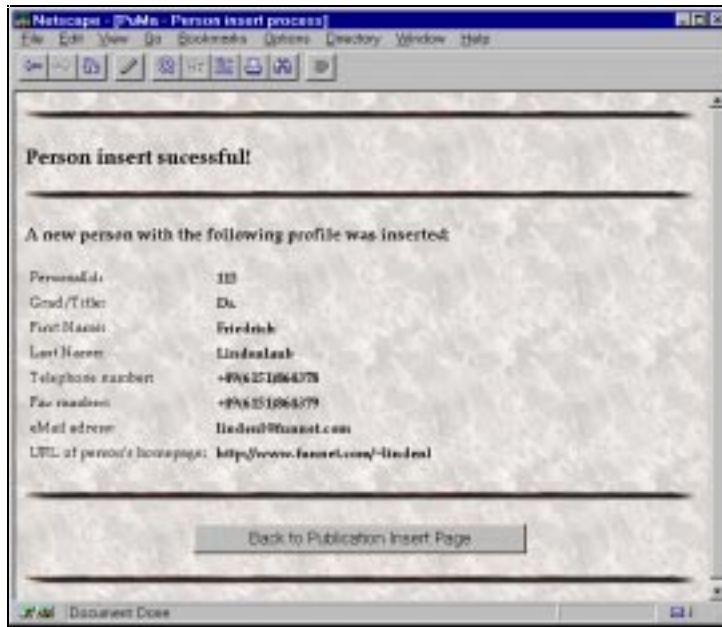 Netscape - [PuMa - Person insert process]
File Edit View Go Bookmarks Options Directory Window Help
Person insert sucessful!
A new person with the following profile was inserted:
PersonalId: 113
Grad/Title: Dr.
First Name: Friedrich
Last Name: Lindenlaub
Telephone number:
Fax number:
eMail adress:
URL of person's homepage:
Back to Publication Insert Page
Document Done